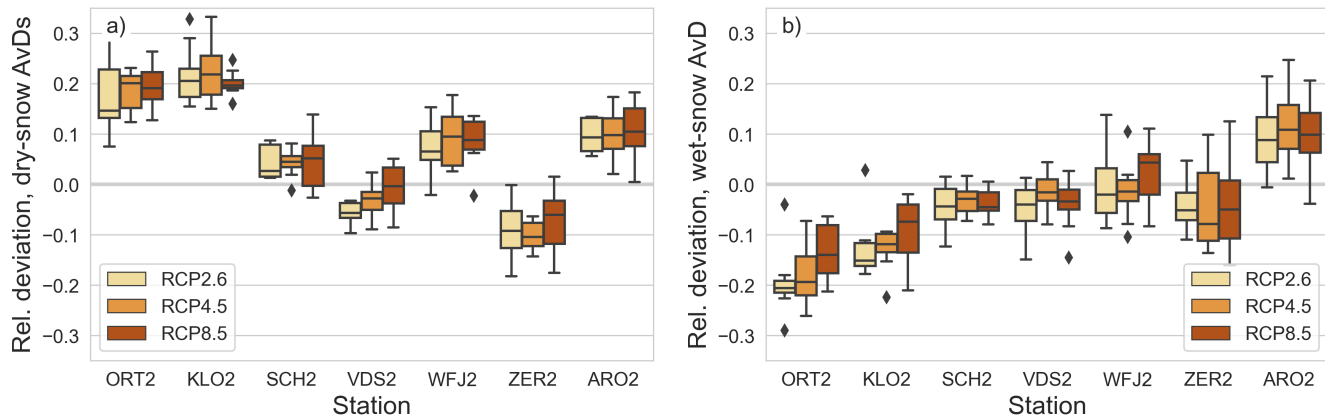 a)
Rel. deviation, dry-snow AvDs
0.3
0.2
0.1
0.0
−0.1
−0.2
−0.3
RCP2.6
RCP4.5
RCP8.5
ORT2 KLO2 SCH2 VDS2 WFJ2 ZER2 ARO2
Station
b)
Rel. deviation, wet-snow AvD
0.3
0.2
0.1
0.0
−0.1
−0.2
−0.3
RCP2.6
RCP4.5
RCP8.5
ORT2 KLO2 SCH2 VDS2 WFJ2 ZER2 ARO2
Station